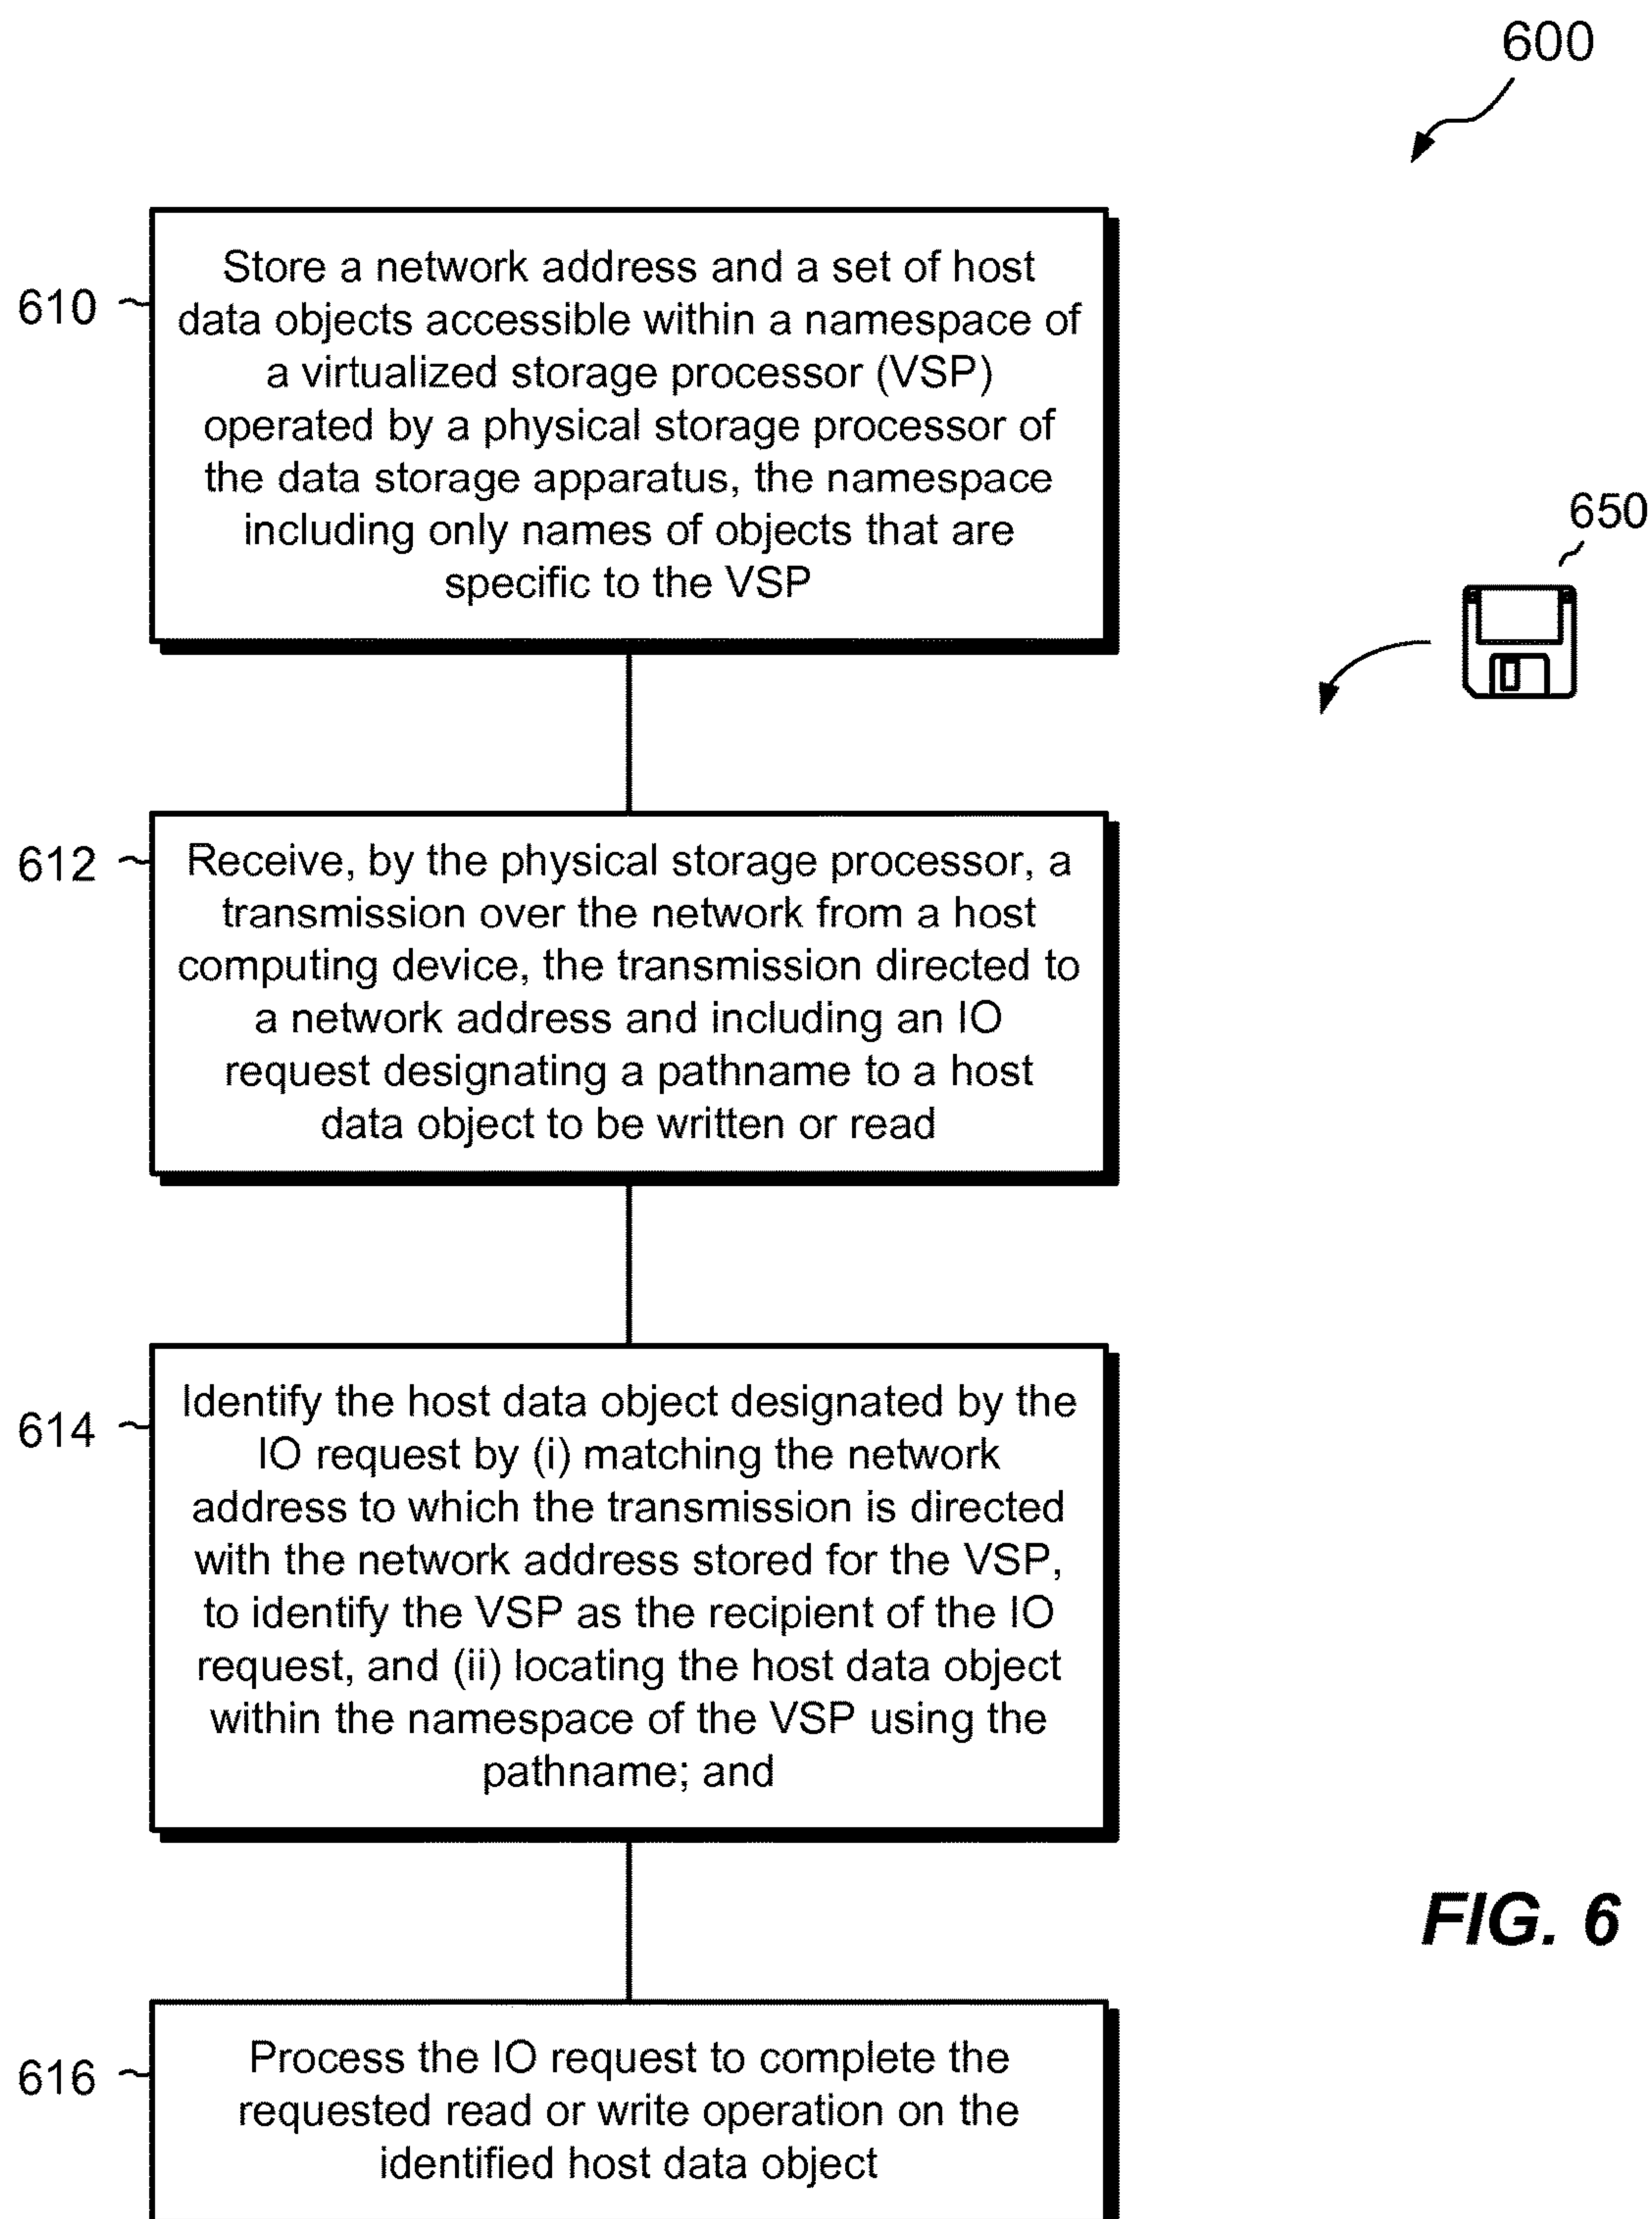 600
610
Store a network address and a set of host
data objects accessible within a namespace of
a virtualized storage processor (VSP)
operated by a physical storage processor of
the data storage apparatus, the namespace
including only names of objects that are
specific to the VSP
650
612
Receive, by the physical storage processor, a
transmission over the network from a host
computing device, the transmission directed to
a network address and including an IO
request designating a pathname to a host
data object to be written or read
614
Identify the host data object designated by the
IO request by (i) matching the network
address to which the transmission is directed
with the network address stored for the VSP,
to identify the VSP as the recipient of the IO
request, and (ii) locating the host data object
within the namespace of the VSP using the
pathname; and
FIG. 6
616
Process the IO request to complete the
requested read or write operation on the
identified host data object